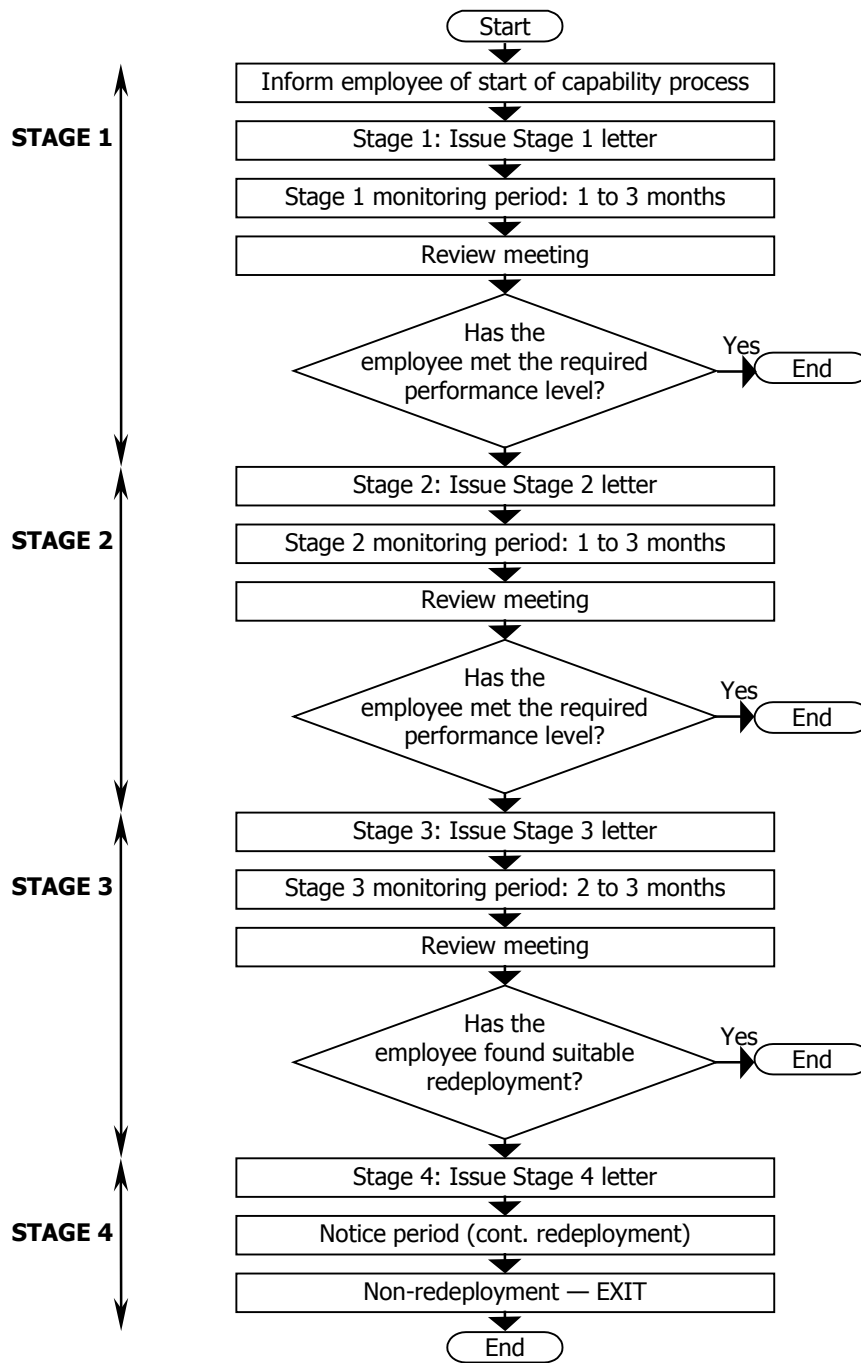 Start
Inform employee of start of capability process
STAGE 1
Stage 1: Issue Stage 1 letter
Stage 1 monitoring period: 1 to 3 months
Review meeting
Has the
employee met the required
performance level?
Yes
End
Stage 2: Issue Stage 2 letter
STAGE 2
Stage 2 monitoring period: 1 to 3 months
Review meeting
Has the
employee met the required
performance level?
Yes
End
Stage 3: Issue Stage 3 letter
STAGE 3
Stage 3 monitoring period: 2 to 3 months
Review meeting
Has the
employee found suitable
redeployment?
Yes
End
Stage 4: Issue Stage 4 letter
STAGE 4
Notice period (cont. redeployment)
Non-redeployment — EXIT
End